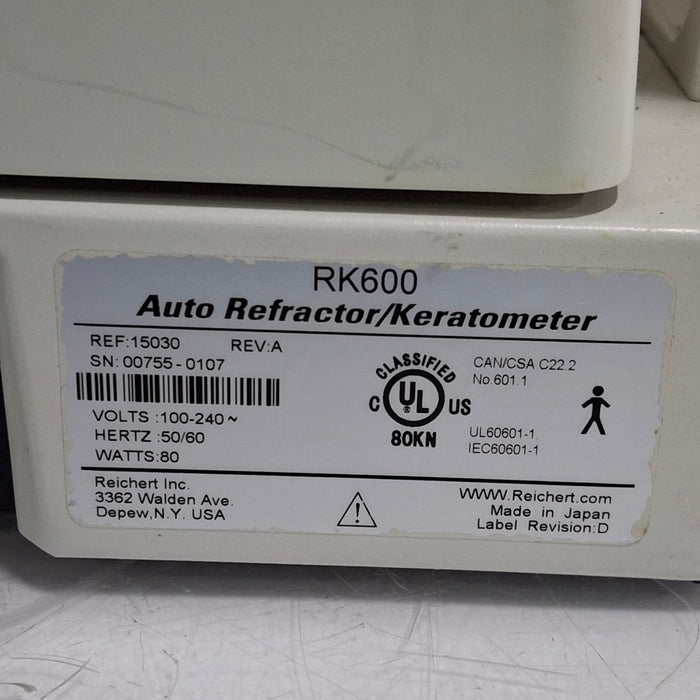 RK600
Auto Refractor/Keratometer
REF:15030 REV:A
SN:00755-0107
VOLTS :100-240~
HERTZ :50/60
WATTS:80
CLASSIFIED
C UL US
®
80KN
CAN/CSA C22.2
No.601.1
UL60601-1,
IEC60601-1
Reichert Inc.
3362 Walden Ave.
Depew,N.Y. USA
WWW.Reichert.com
Made in Japan
Label Revision:D